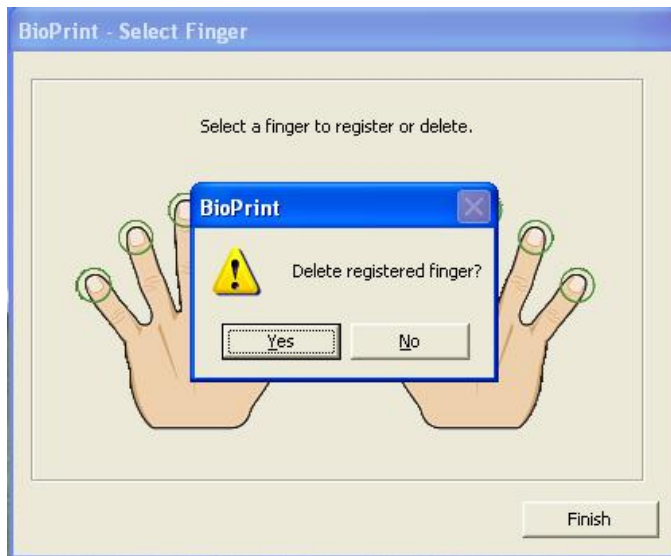 BioPrint - Select Finger
Select a finger to register or delete.
BioPrint
Delete registered finger?
Yes No
Finish